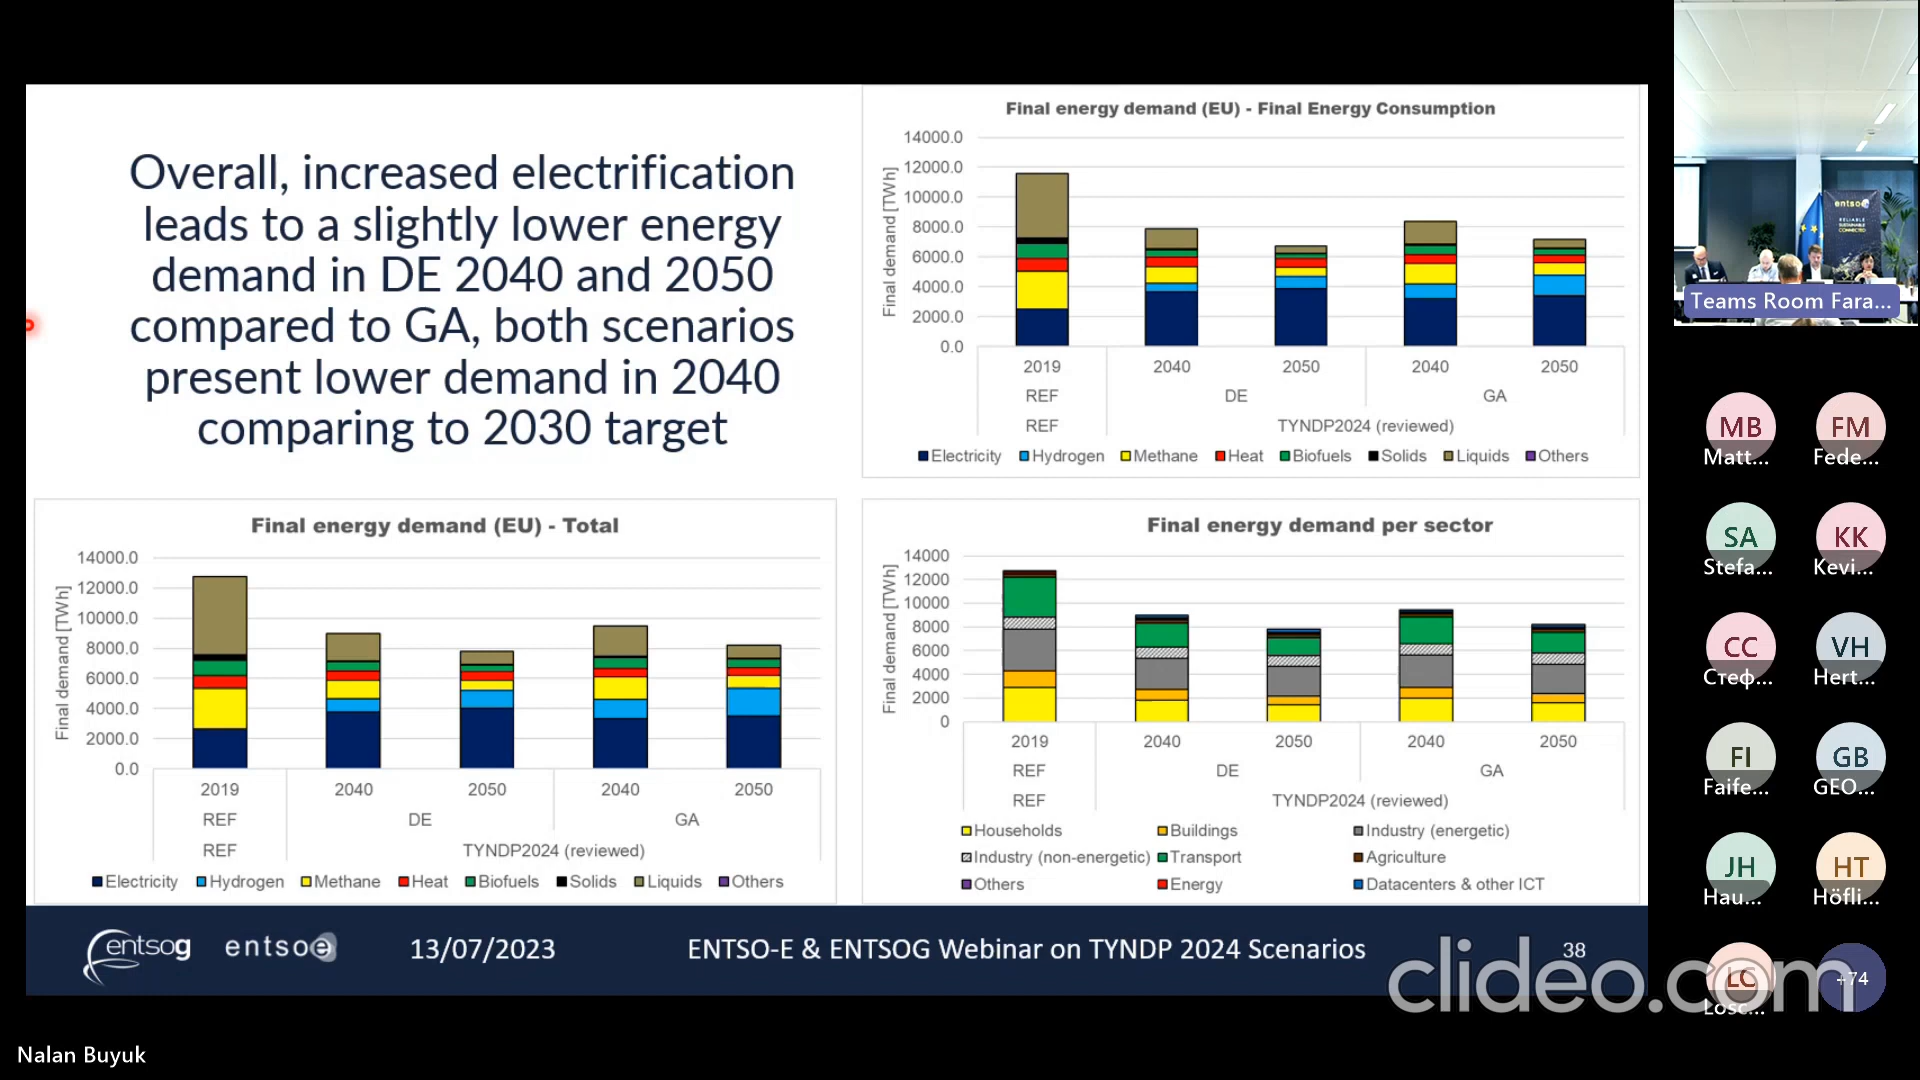 Overall, increased electrification
leads to a slightly lower energy
demand in DE 2040 and 2050
compared to GA, both scenarios
present lower demand in 2040
comparing to 2030 target
Final energy demand (EU) - Final Energy Consumption
Final demand [TWh]
14000.0
12000.0
10000.0
8000.0
6000.0
4000.0
2000.0
0.0
2019 2040 2050 2040 2050
REF DE GA
REF TYNDP2024 (reviewed)
Electricity Hydrogen Methane Heat Biofuels Solids Liquids Others
Final energy demand (EU) - Total
Final demand [TWh]
14000.0
12000.0
10000.0
8000.0
6000.0
4000.0
2000.0
0.0
2019 2040 2050 2040 2050
REF DE GA
REF TYNDP2024 (reviewed)
Electricity Hydrogen Methane Heat Biofuels Solids Liquids Others
Final energy demand per sector
Final demand [TWh]
14000
12000
10000
8000
6000
4000
2000
0
2019 2040 2050 2040 2050
REF DE GA
REF TYNDP2024 (reviewed)
Households Buildings Industry (energetic)
Industry (non-energetic) Transport Agriculture
Others Energy Datacenters & other ICT
entsog entsoe 13/07/2023 ENTSO-E & ENTSOG Webinar on TYNDP 2024 Scenarios 38
clideo.com
Nalan Buyuk
entsoe
RELIABLE
SUSTAINABLE
CONNECTED
Teams Room Fara...
MB FM
Matt... Fede...
SA KK
Stefa... Kevi...
CC VH
Стеф... Hert...
FI GB
Faife... GEO...
JH HT
Hau... Höfli...
LC +74
Losc...